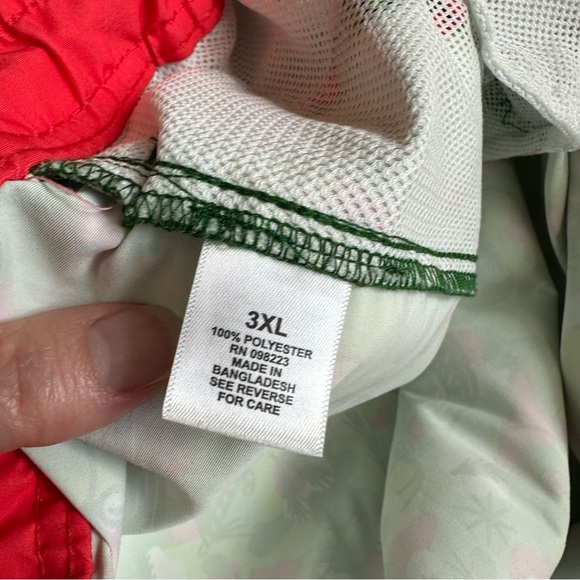 3XL
100% POLYESTER
RN 098223
MADE IN
BANGLADESH
SEE REVERSE
FOR CARE